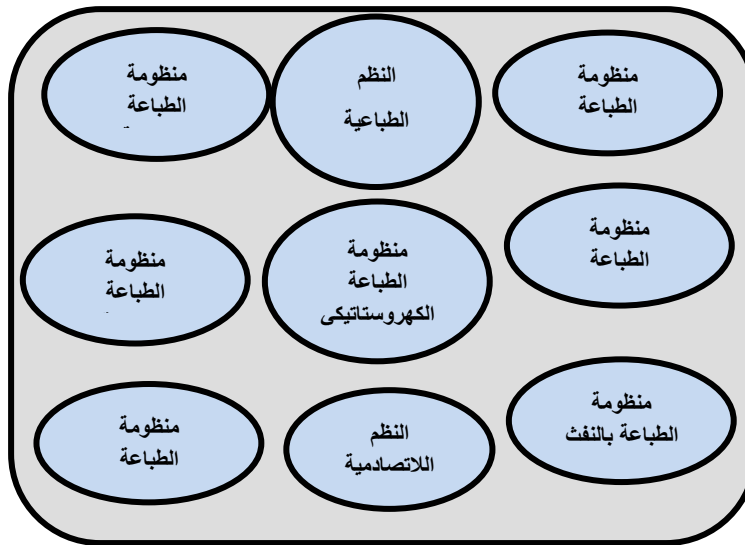 منظومة
الطباعة
النظم
الطباعية
منظومة
الطباعة
منظومة
الطباعة
منظومة
الطباعة
الكهروستاتيكى
منظومة
الطباعة
منظومة
الطباعة بالنفث
النظم
اللاتصادمية
منظومة
الطباعة